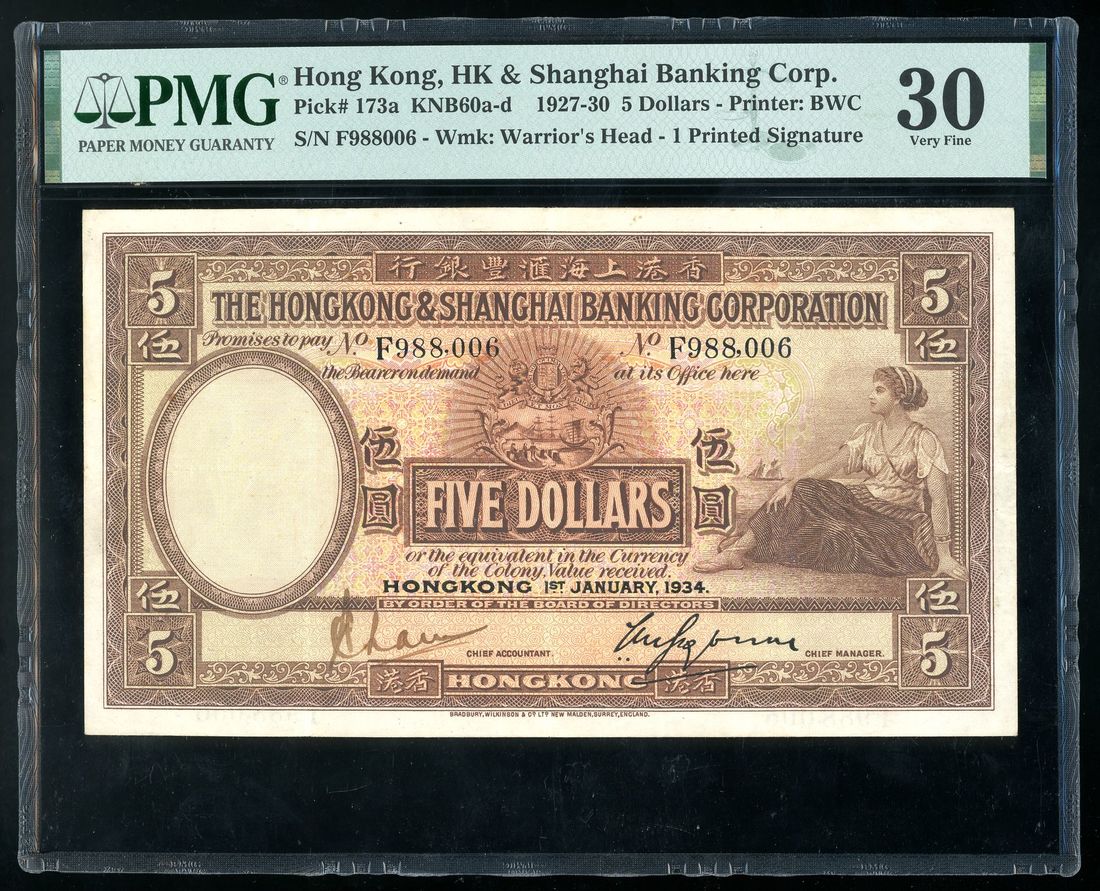 PMG®
PAPER MONEY GUARANTY
Hong Kong, HK & Shanghai Banking Corp.
Pick# 173a KNB60a-d 1927-30 5 Dollars - Printer: BWC
S/N F988006 - Wmk: Warrior's Head - 1 Printed Signature
30
Very Fine
5
行銀豐滙海上港香
5
THE HONGKONG & SHANGHAI BANKING CORPORATION
伍
Promises to pay No F988,006 No F988,006
伍
the Bearer on demand at its Office here
伍圓
伍圓
FIVE DOLLARS
or the equivalent in the Currency
of the Colony, Value received.
HONGKONG 1ST JANUARY, 1934.
伍
伍
BY ORDER OF THE BOARD OF DIRECTORS
5
CHIEF ACCOUNTANT.
CHIEF MANAGER.
5
港香 HONGKONG 港香
BRADBURY, WILKINSON & Co LTD NEW MALDEN, SURREY, ENGLAND.